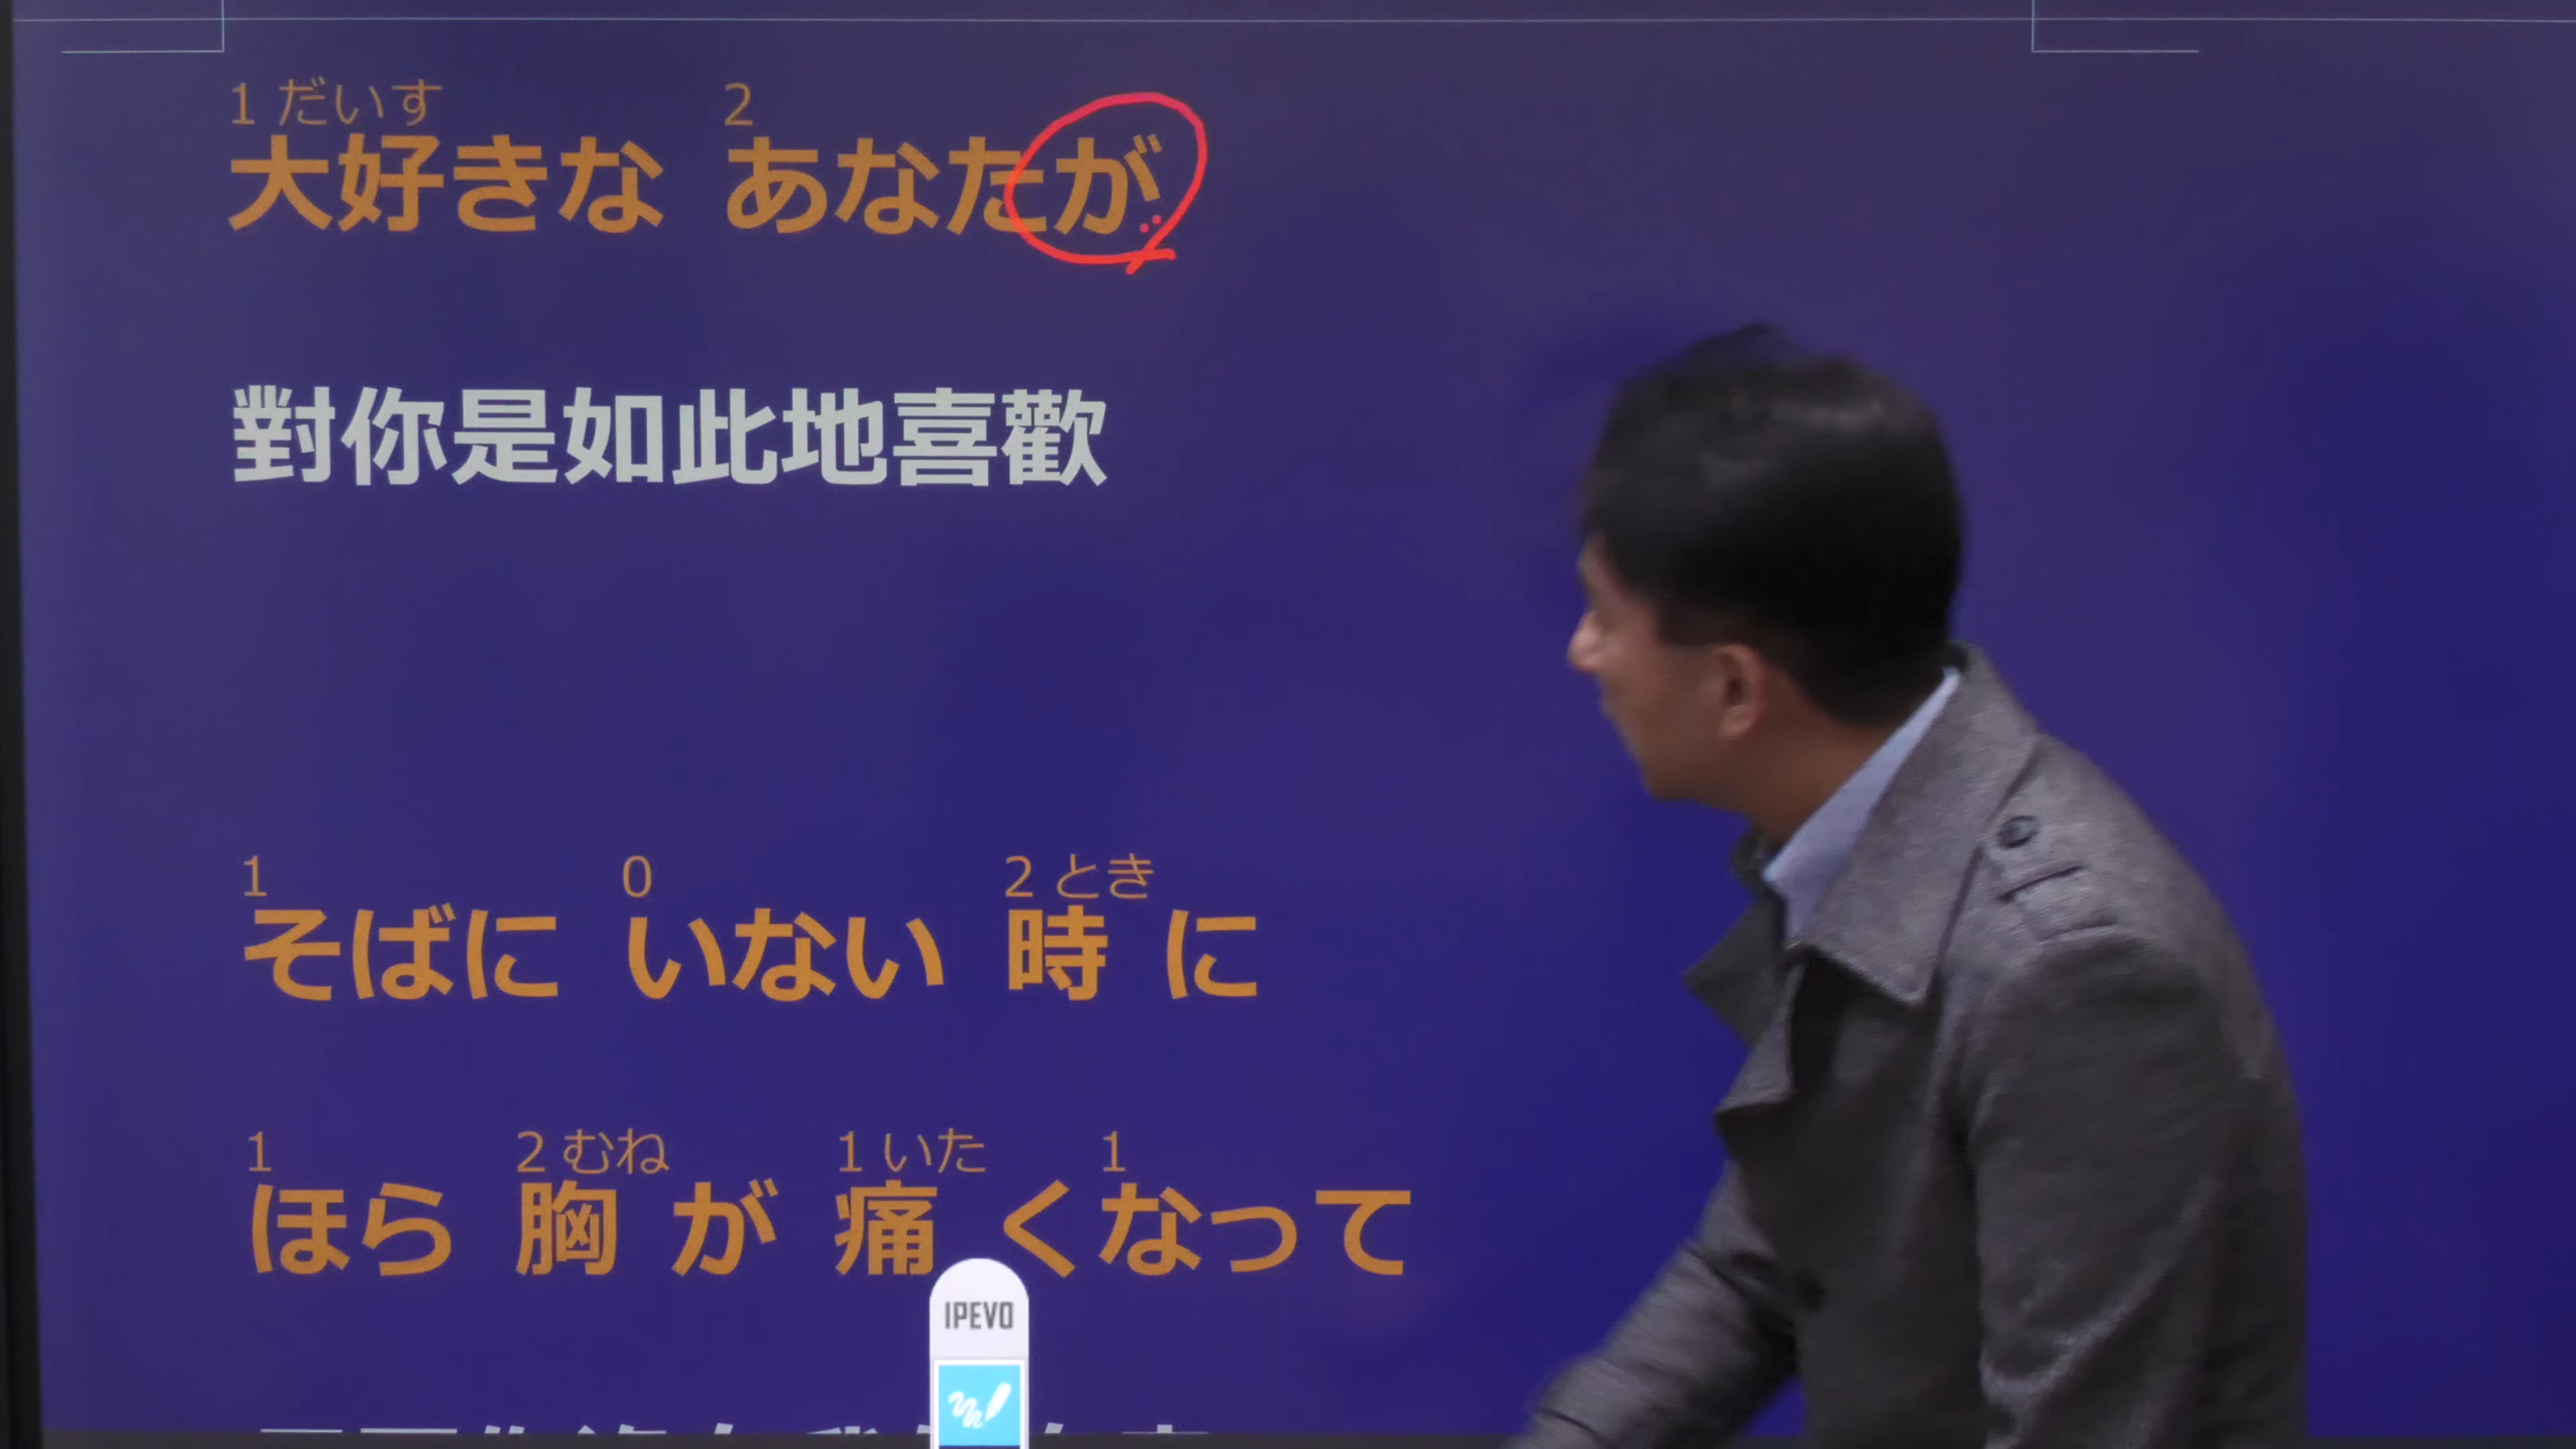 1 だいす 2
大好きな あなたが
對你是如此地喜歡
1 0 2 とき
そばに いない 時 に
1 2 むね 1 いた 1
ほら 胸 が 痛 くなって
IPEVO